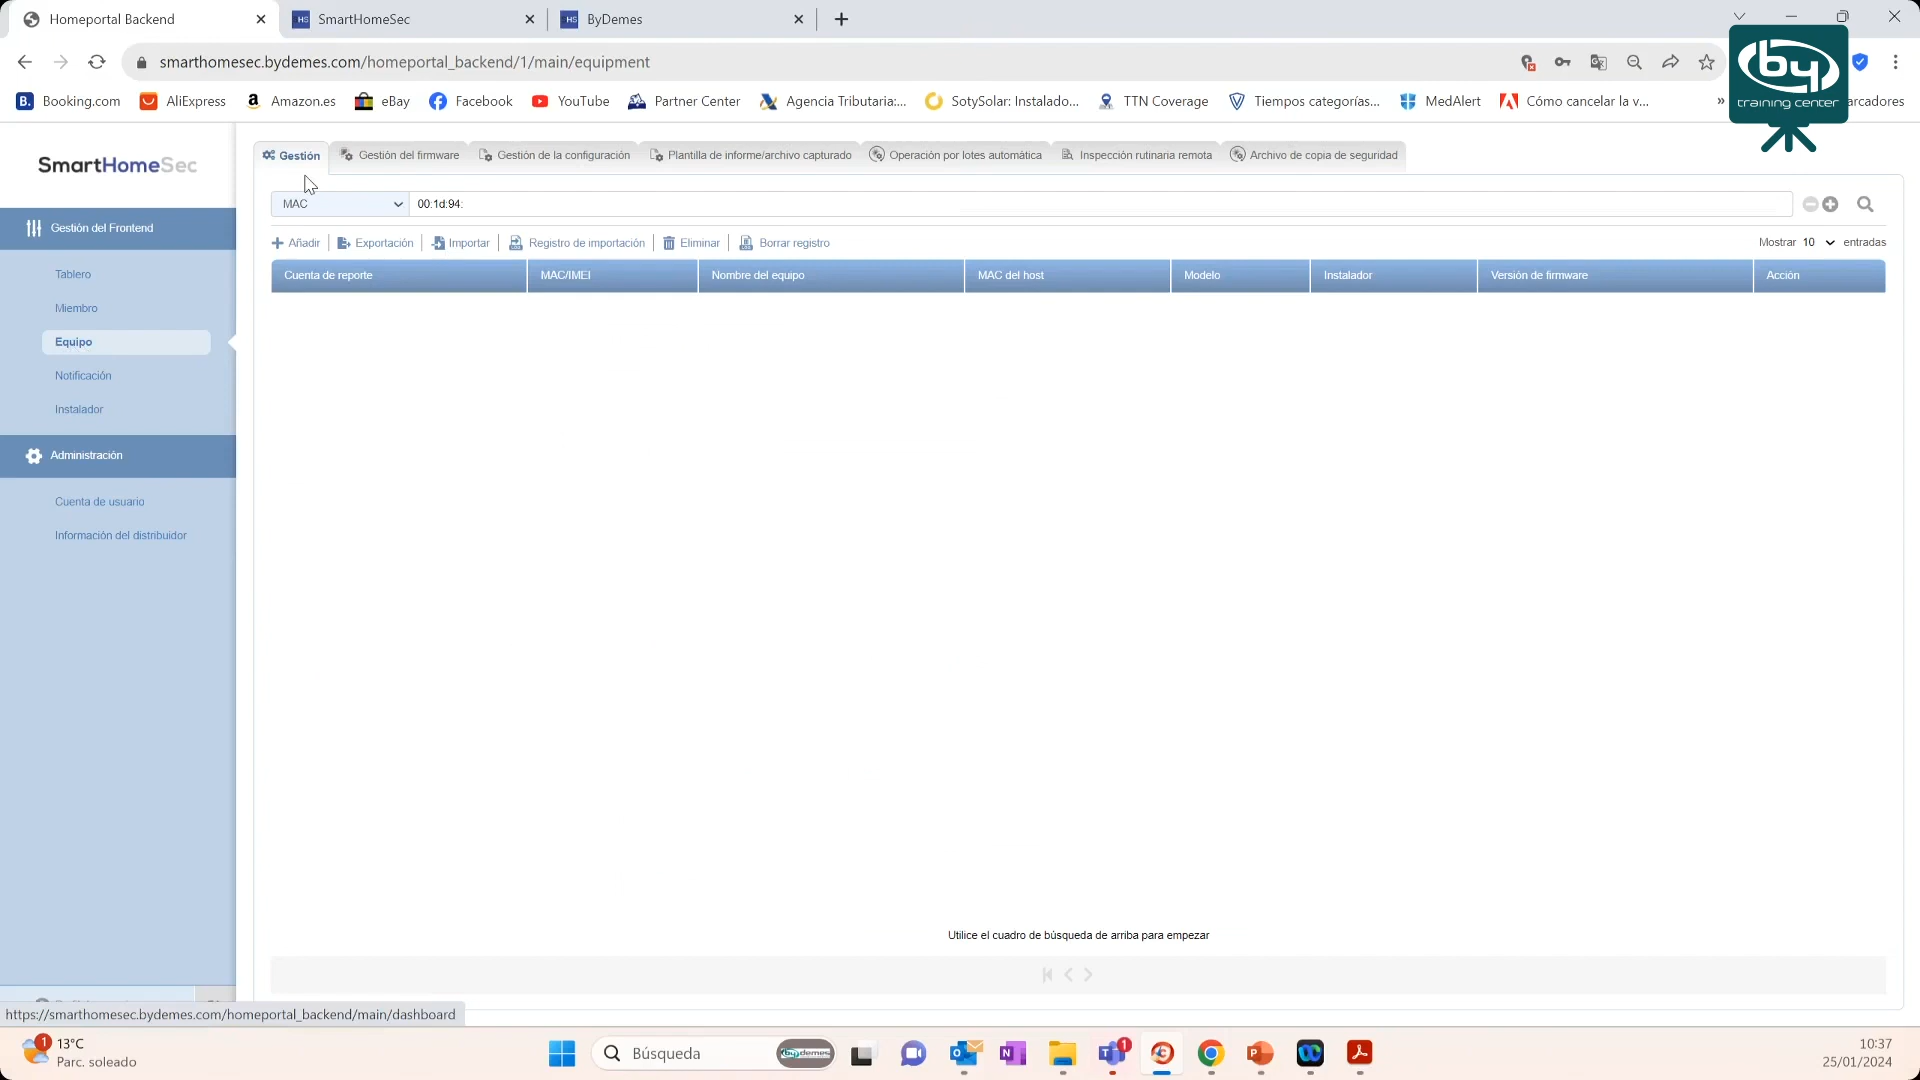 Homeportal Backend
HS SmartHomeSec
HS ByDemes
smarthomesec.bydemes.com/homeportal_backend/1/main/equipment
B. Booking.com
AliExpress
a Amazon.es
eBay
Facebook
YouTube
Partner Center
Agencia Tributaria:...
SotySolar: Instalado...
TTN Coverage
Tiempos categorías...
MedAlert
Cómo cancelar la v...
»
arcadores
by
training center
SmartHomeSec
Gestión
Gestión del firmware
Gestión de la configuración
Plantilla de informe/archivo capturado
Operación por lotes automática
Inspección rutinaria remota
Archivo de copia de seguridad
MAC
00:1d:94:
Gestión del Frontend
Tablero
Miembro
Equipo
Notificación
Instalador
Administración
Cuenta de usuario
Información del distribuidor
Añadir
Exportación
Importar
Registro de importación
Eliminar
Borrar registro
Mostrar 10 entradas
Cuenta de reporte
MAC/IMEI
Nombre del equipo
MAC del host
Modelo
Instalador
Versión de firmware
Acción
Utilice el cuadro de búsqueda de arriba para empezar
https://smarthomesec.bydemes.com/homeportal_backend/main/dashboard
1
13°C
Parc. soleado
Búsqueda
bydemes
1
10:37
25/01/2024